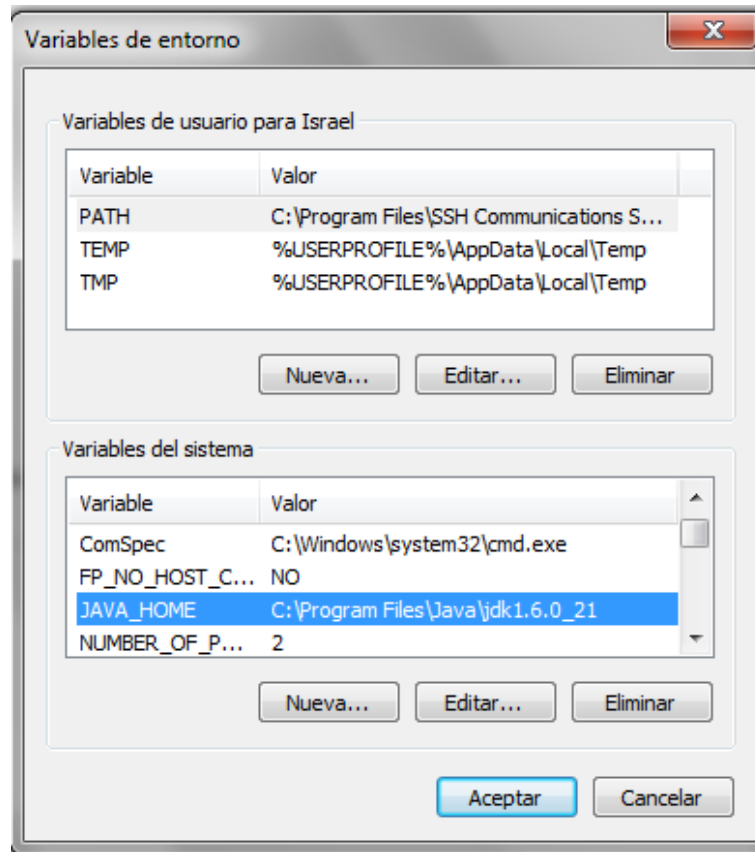 Variables de entorno
Variables de usuario para Israel
Variable Valor
PATH C:\Program Files\SSH Communications S...
TEMP %USERPROFILE%\AppData\Local\Temp
TMP %USERPROFILE%\AppData\Local\Temp
Nueva... Editar... Eliminar
Variables del sistema
Variable Valor
ComSpec C:\Windows\system32\cmd.exe
FP_NO_HOST_C... NO
JAVA_HOME C:\Program Files\Java\jdk1.6.0_21
NUMBER_OF_P... 2
Nueva... Editar... Eliminar
Aceptar Cancelar